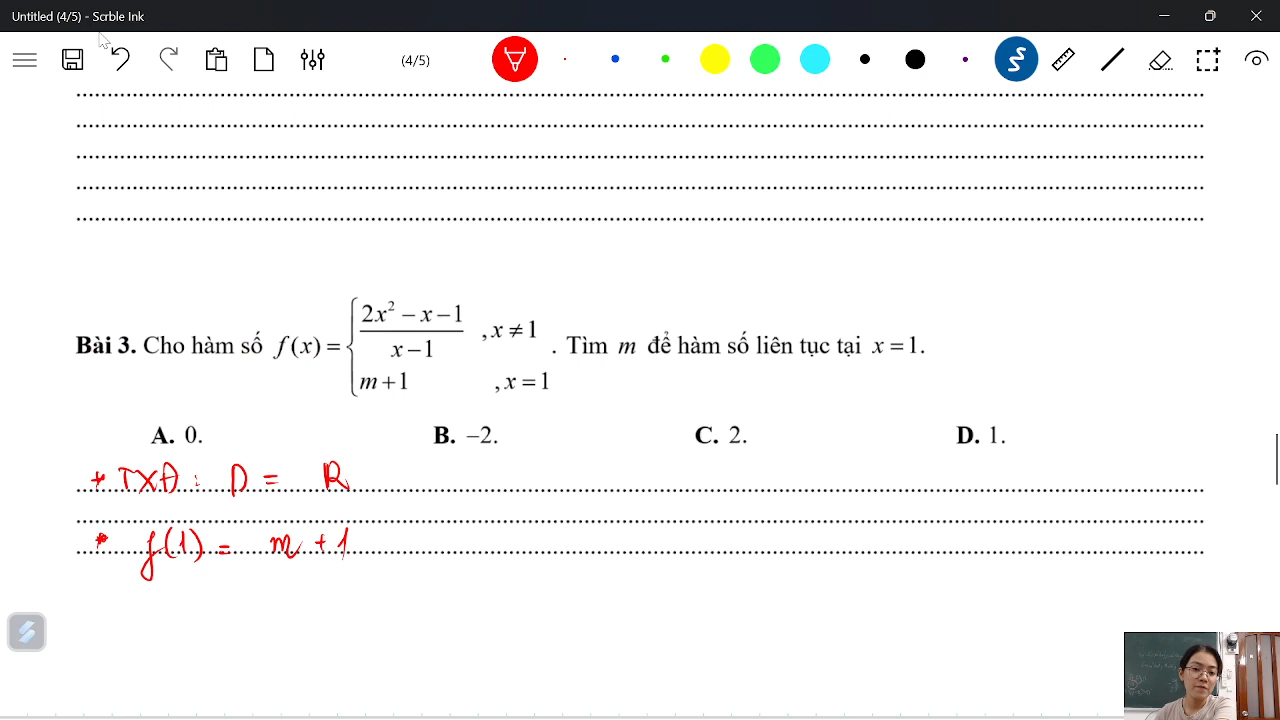 Untitled (4/5) - Scrble Ink
(4/5)
Bài 3. Cho hàm số f(x) = { (2x² − x − 1)/(x − 1) , x ≠ 1 ; m + 1 , x = 1 . Tìm m để hàm số liên tục tại x = 1.
A. 0. B. −2. C. 2. D. 1.
* TXĐ : D = R
* f(1) = m + 1